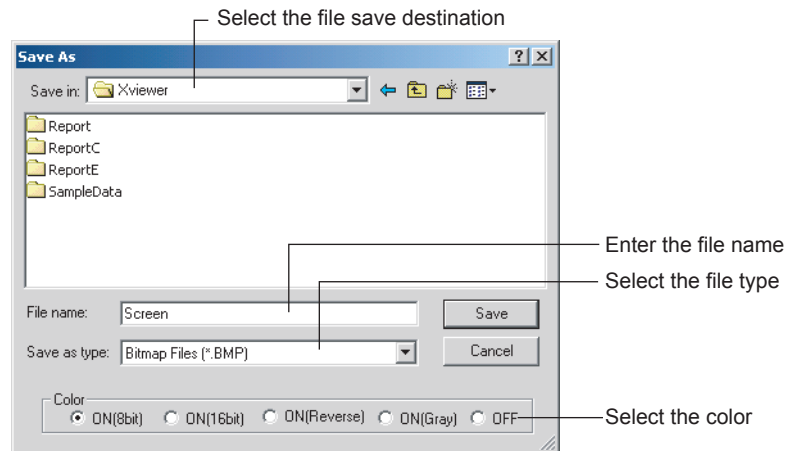 Select the file save destination
Save As
Save in: Xviewer
Report
ReportC
ReportE
SampleData
Enter the file name
Select the file type
File name: Screen Save
Save as type: Bitmap Files (*.BMP) Cancel
Color
ON(8bit) ON(16bit) ON(Reverse) ON(Gray) OFF
Select the color